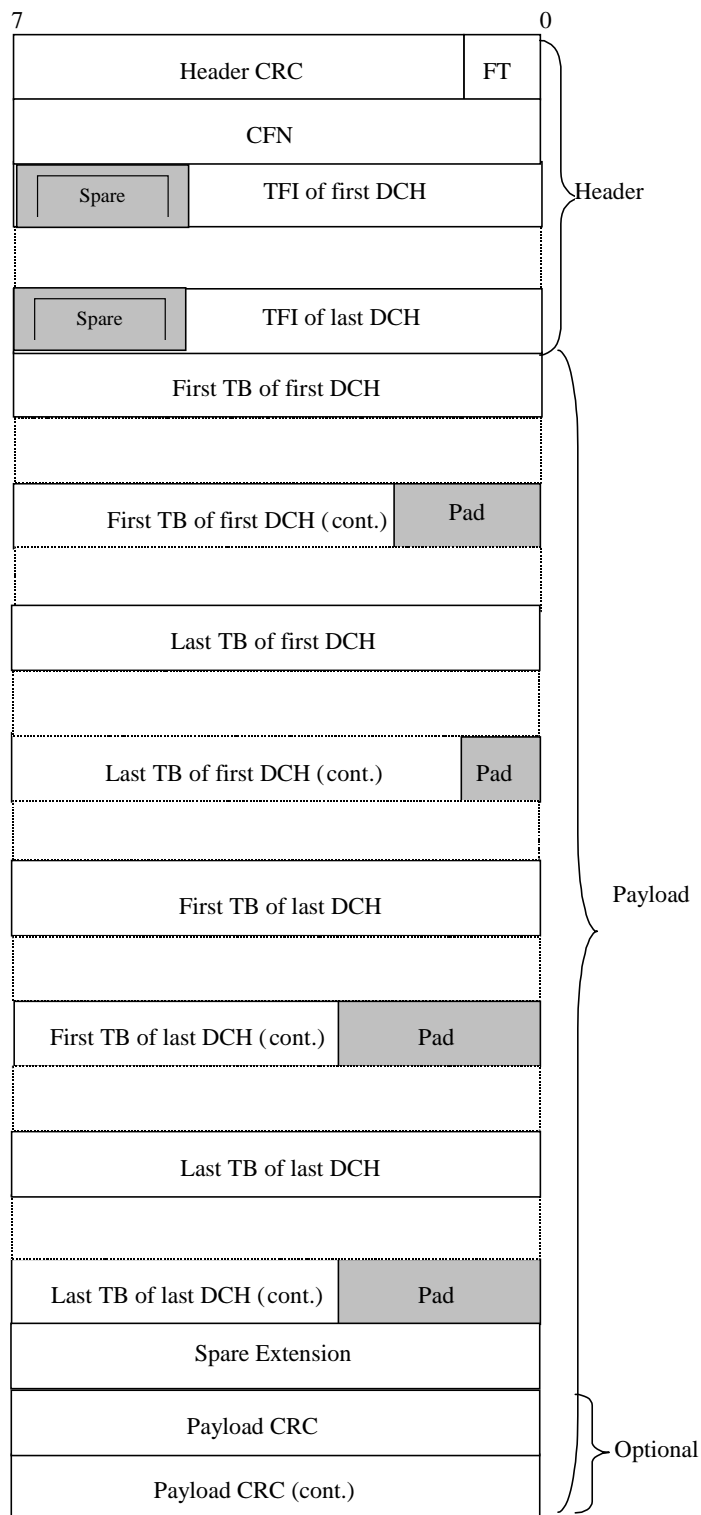 7 0
Header CRC FT
CFN
Spare TFI of first DCH
Header
Spare TFI of last DCH
First TB of first DCH
First TB of first DCH (cont.) Pad
Last TB of first DCH
Last TB of first DCH (cont.) Pad
First TB of last DCH
Payload
First TB of last DCH (cont.) Pad
Last TB of last DCH
Last TB of last DCH (cont.) Pad
Spare Extension
Payload CRC
Optional
Payload CRC (cont.)